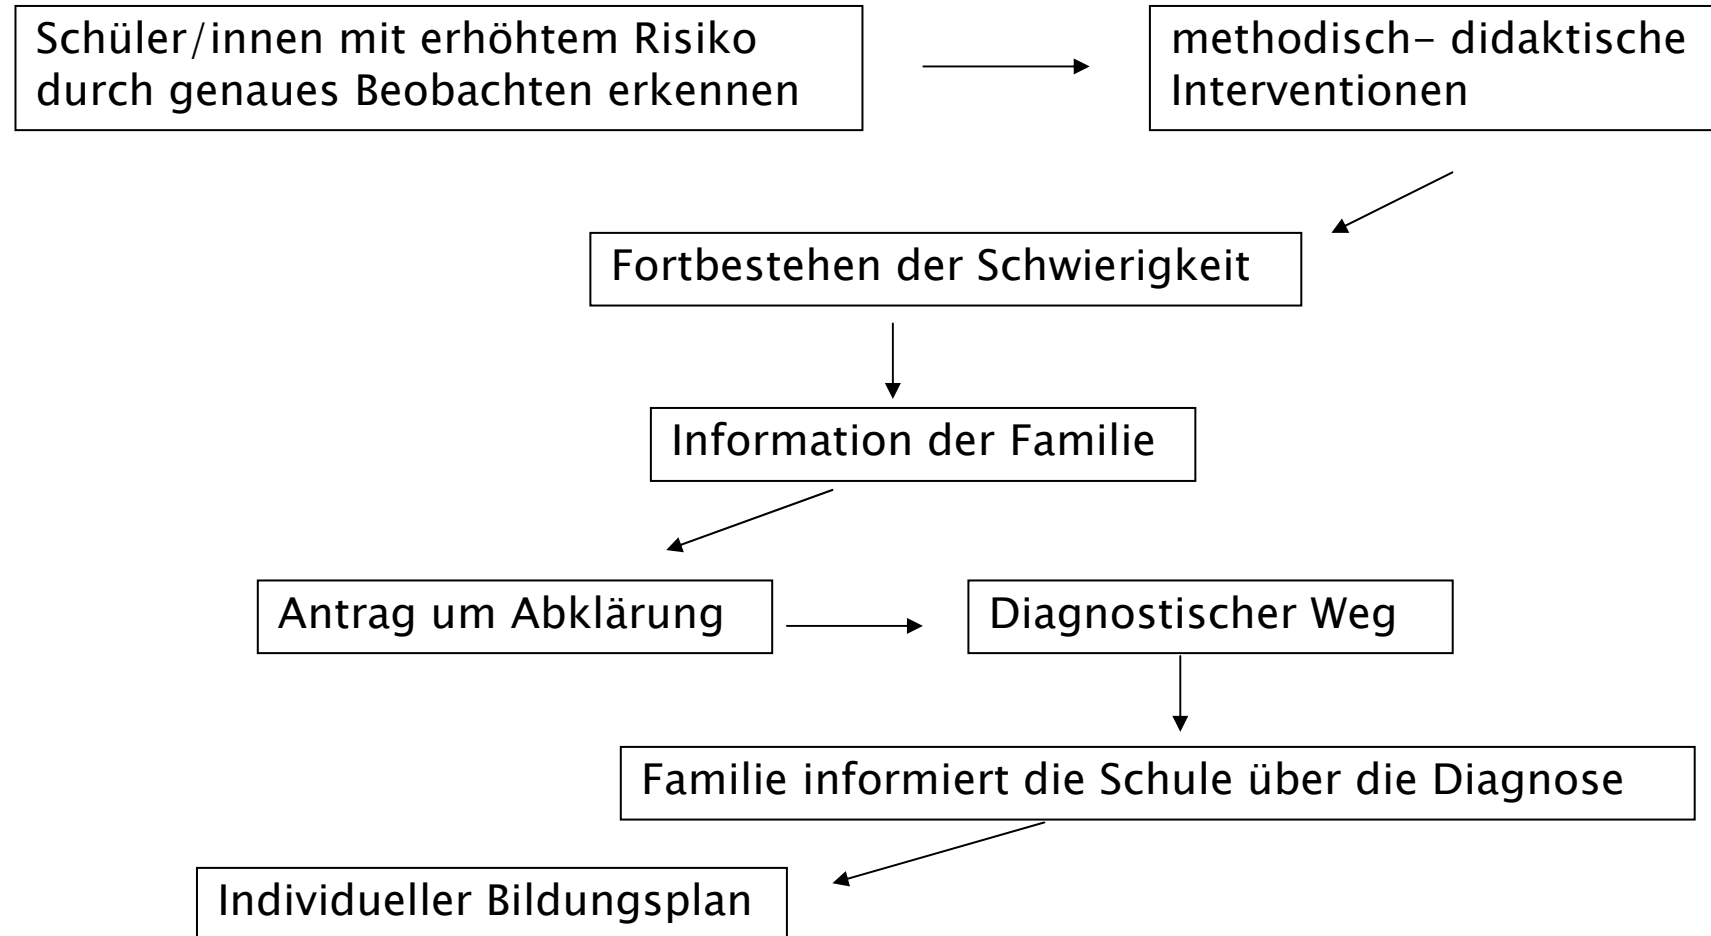 Schüler/innen mit erhöhtem Risiko
durch genaues Beobachten erkennen
methodisch– didaktische
Interventionen
Fortbestehen der Schwierigkeit
Information der Familie
Antrag um Abklärung
Diagnostischer Weg
Familie informiert die Schule über die Diagnose
Individueller Bildungsplan